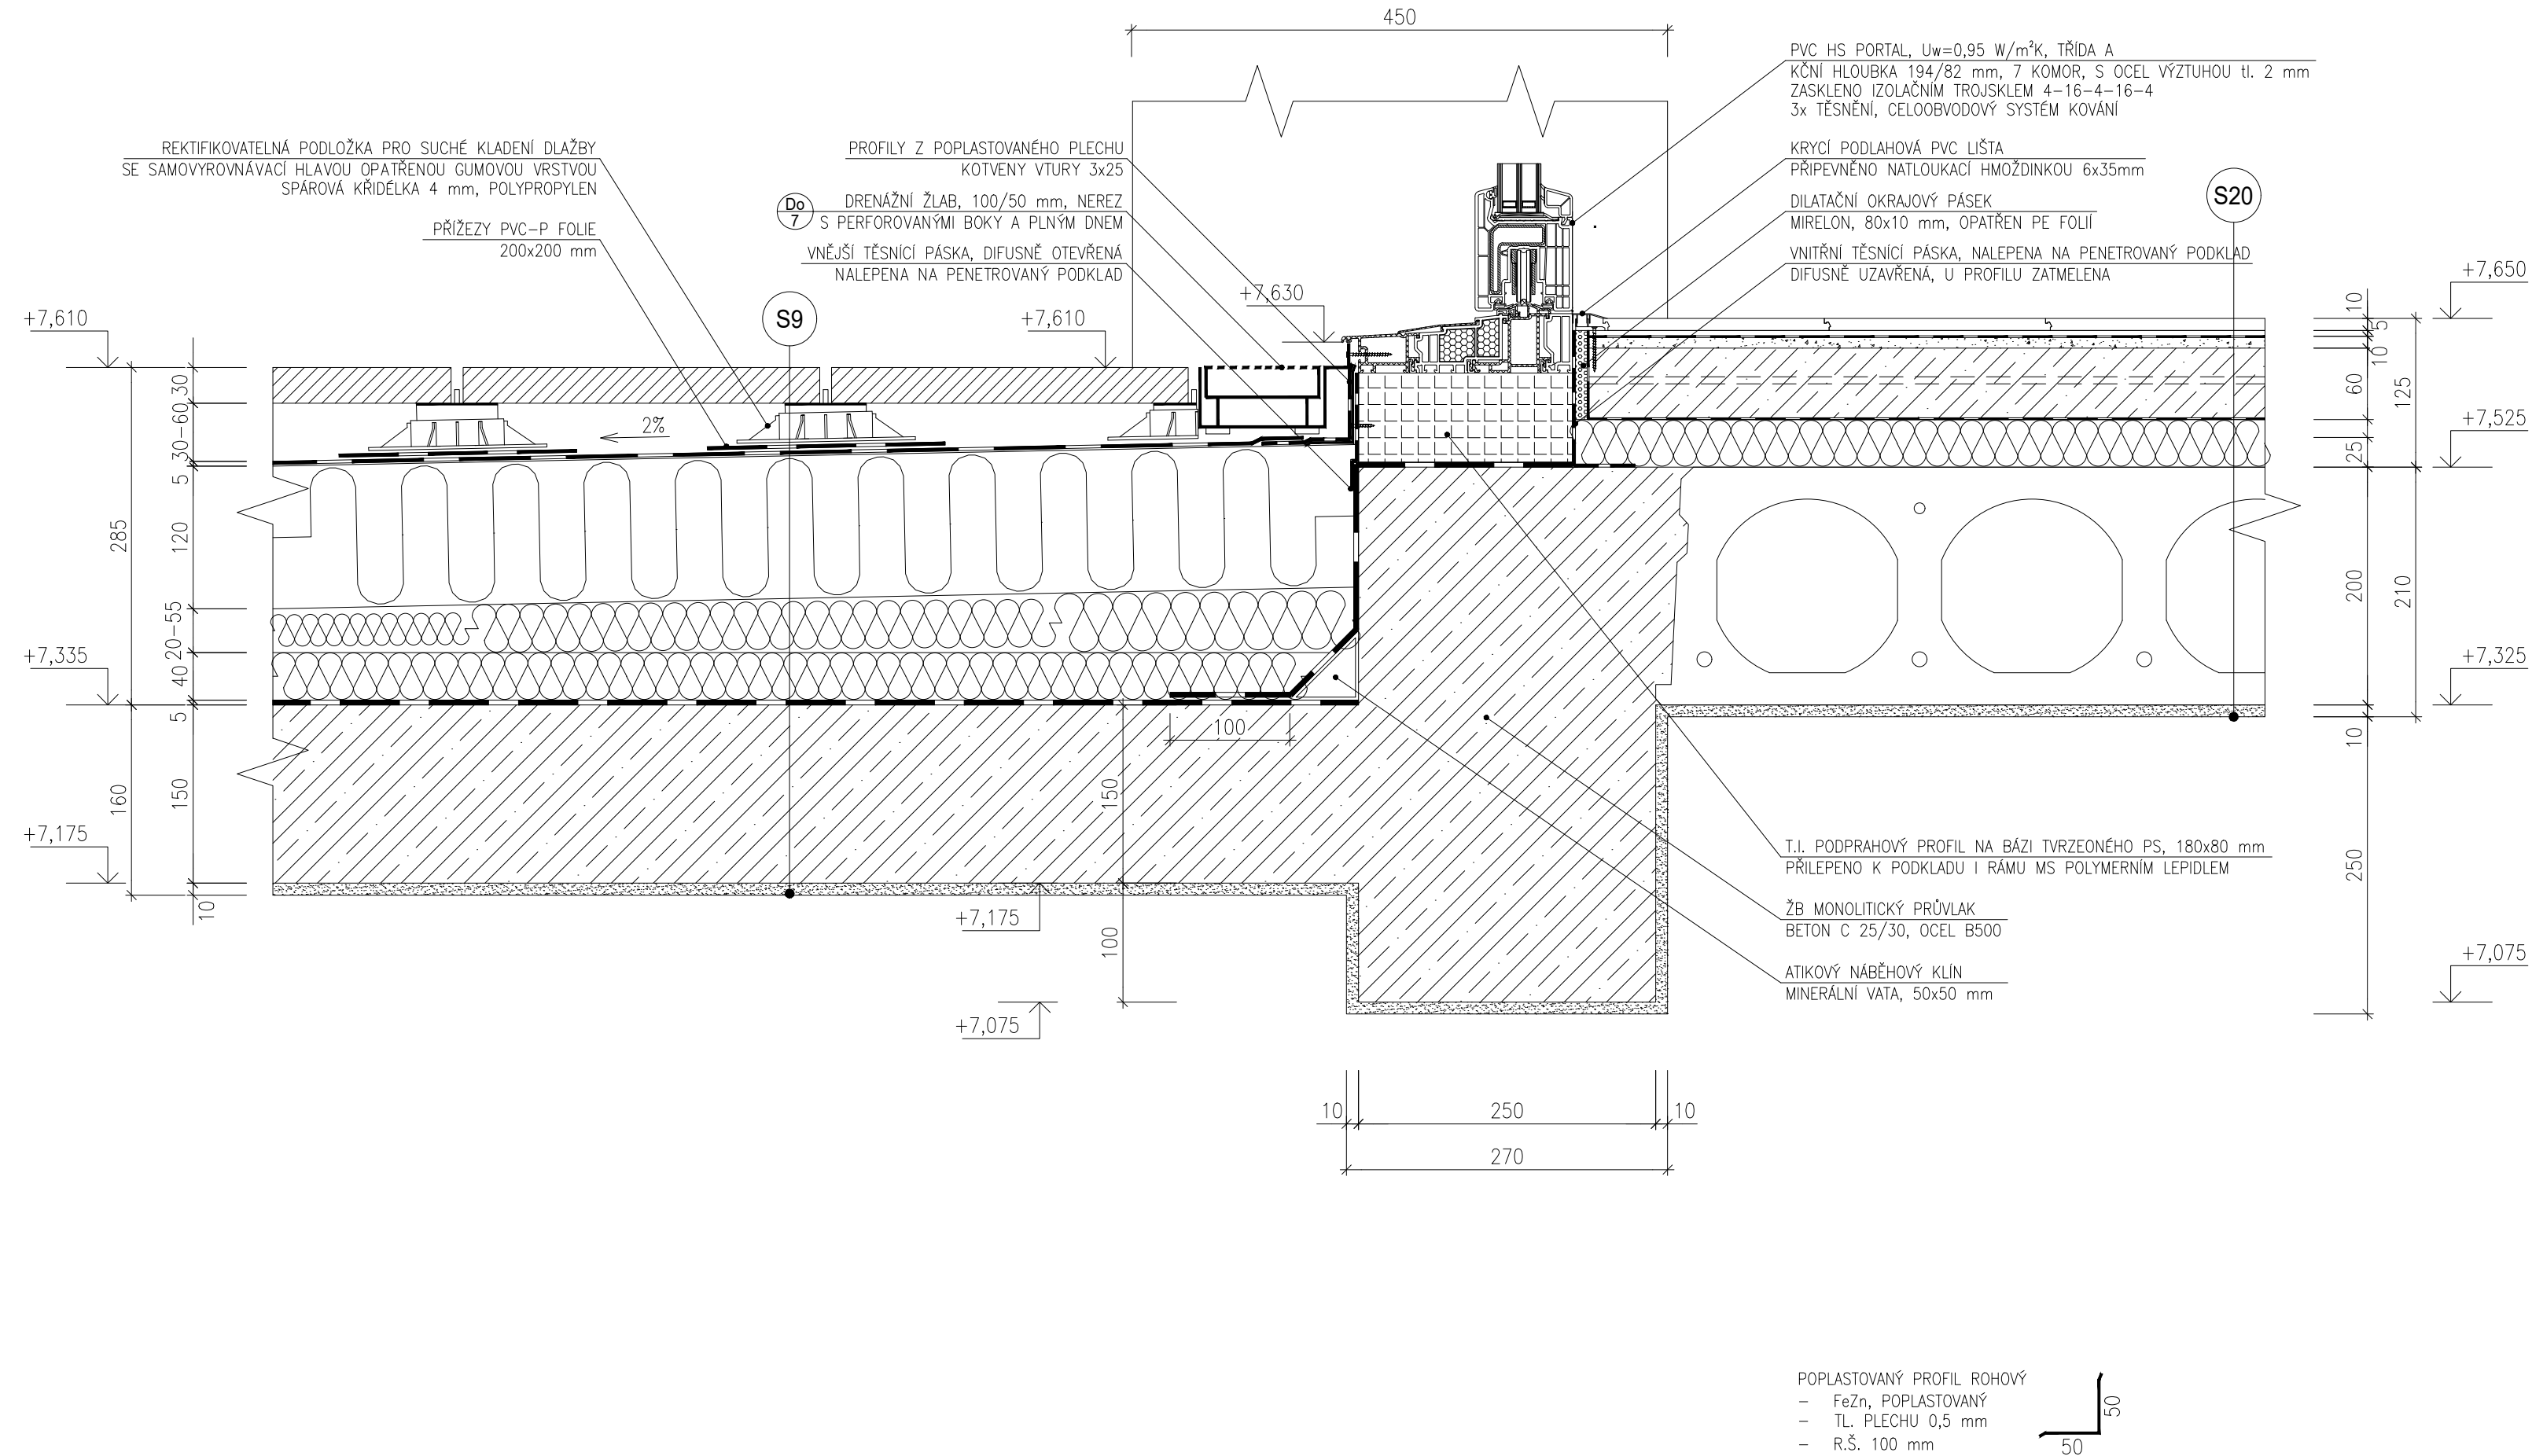 450
PVC HS PORTAL, Uw=0,95 W/m²K, TŘÍDA A
KČNÍ HLOUBKA 194/82 mm, 7 KOMOR, S OCEL VÝZTUHOU tl. 2 mm
ZASKLENO IZOLAČNÍM TROJSKLEM 4-16-4-16-4
3x TĚSNĚNÍ, CELOOBVODOVÝ SYSTÉM KOVÁNÍ
REKTIFIKOVATELNÁ PODLOŽKA PRO SUCHÉ KLADENÍ DLAŽBY
SE SAMOVYROVNÁVACÍ HLAVOU OPATŘENOU GUMOVOU VRSTVOU
SPÁROVÁ KŘIDÉLKA 4 mm, POLYPROPYLEN
PŘÍŽEZY PVC-P FOLIE
200x200 mm
PROFILY Z POPLASTOVANÉHO PLECHU
KOTVENY VTURY 3x25
Do
7
DRENÁŽNÍ ŽLAB, 100/50 mm, NEREZ
S PERFOROVANÝMI BOKY A PLNÝM DNEM
VNĚJŠÍ TĚSNÍCÍ PÁSKA, DIFUSNĚ OTEVŘENÁ
NALEPENA NA PENETROVANÝ PODKLAD
KRYCÍ PODLAHOVÁ PVC LIŠTA
PŘIPEVNĚNO NATLOUKACÍ HMOŽDINKOU 6x35mm
DILATAČNÍ OKRAJOVÝ PÁSEK
MIRELON, 80x10 mm, OPATŘEN PE FOLIÍ
VNITŘNÍ TĚSNÍCÍ PÁSKA, NALEPENA NA PENETROVANÝ PODKLAD
DIFUSNĚ UZAVŘENÁ, U PROFILU ZATMELENA
S20
S9
+7,610
+7,610
+7,630
+7,650
+7,525
+7,325
+7,075
+7,335
+7,175
2%
30
30-60
5
120
20-55
40
5
150
10
285
160
10
5
10
60
25
125
200
210
10
250
100
150
100
+7,175
+7,075
T.I. PODPRAHOVÝ PROFIL NA BÁZI TVRZEONÉHO PS, 180x80 mm
PŘILEPENO K PODKLADU I RÁMU MS POLYMERNÍM LEPIDLEM
ŽB MONOLITICKÝ PRŮVLAK
BETON C 25/30, OCEL B500
ATIKOVÝ NÁBĚHOVÝ KLÍN
MINERÁLNÍ VATA, 50x50 mm
10
250
10
270
POPLASTOVANÝ PROFIL ROHOVÝ
- FeZn, POPLASTOVANÝ
- TL. PLECHU 0,5 mm
- R.Š. 100 mm
50
50